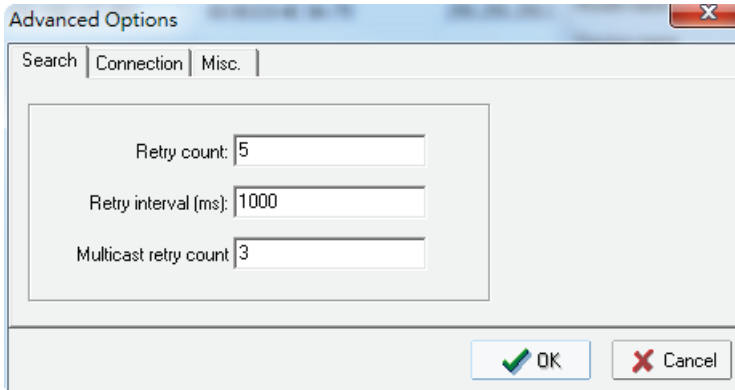 Advanced Options
Search Connection Misc.
Retry count: 5
Retry interval (ms): 1000
Multicast retry count 3
OK Cancel